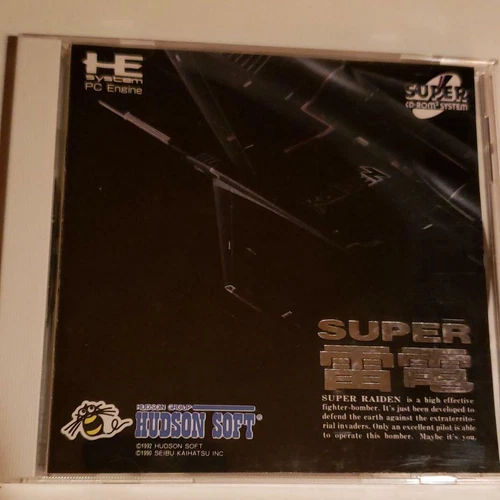 HE
system
PC Engine
SUPER
CD-ROM² SYSTEM
SUPER
雷電
SUPER RAIDEN is a high effective
fighter-bomber. It's just been developed to
defend the earth against the extraterrito-
rial invaders. Only an excellent pilot is able
to operate this bomber. Maybe it's you.
HUDSON GROUP
HUDSON SOFT®
©1992 HUDSON SOFT
©1990 SEIBU KAIHATSU INC